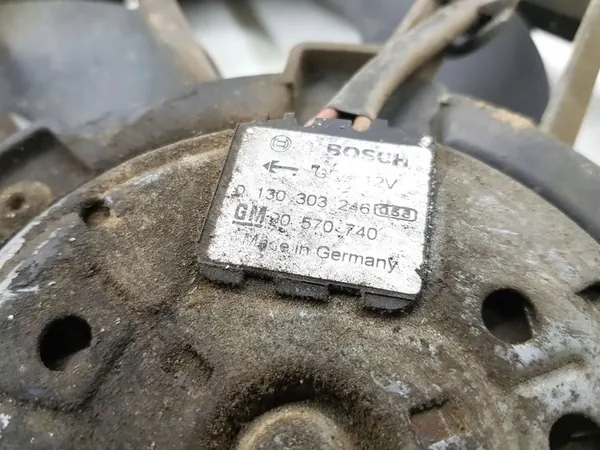 BOSCH
12V
0 130 303 246
GM 90 570 740
Made in Germany